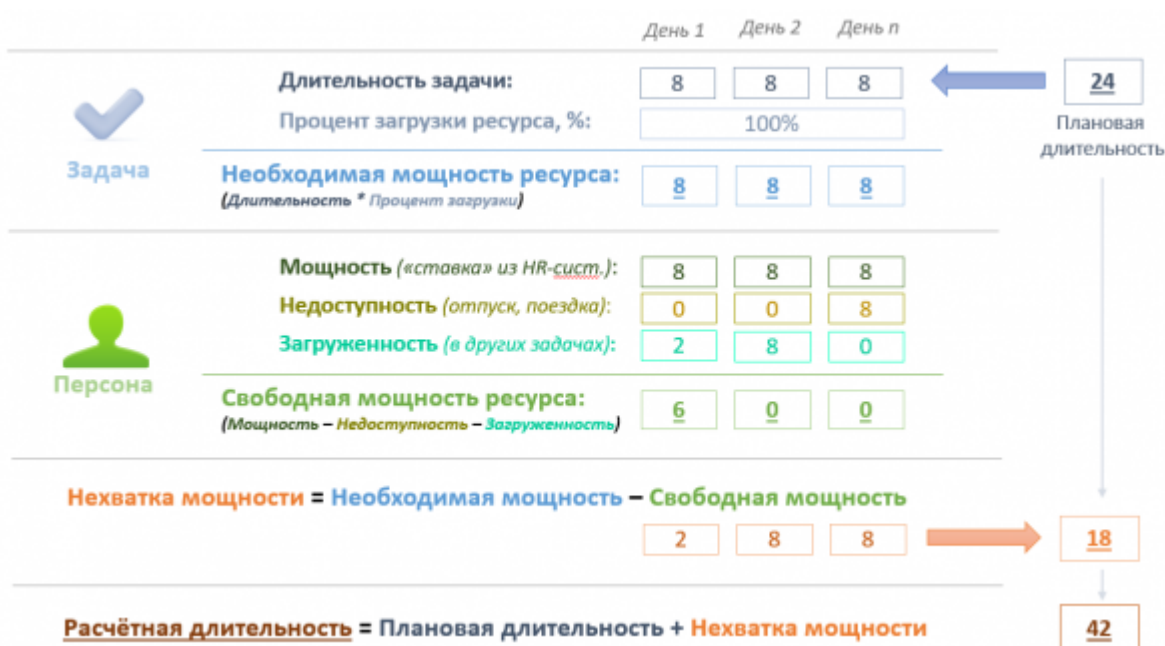 День 1 День 2 День n
Длительность задачи: 8 8 8 24
Процент загрузки ресурса, %: 100% Плановая
длительность
Задача
Необходимая мощность ресурса: 8 8 8
(Длительность * Процент загрузки)
Мощность («ставка» из HR-сист.): 8 8 8
Недоступность (отпуск, поездка): 0 0 8
Загруженность (в других задачах): 2 8 0
Персона
Свободная мощность ресурса: 6 0 0
(Мощность – Недоступность – Загруженность)
Нехватка мощности = Необходимая мощность – Свободная мощность
2 8 8 18
Расчётная длительность = Плановая длительность + Нехватка мощности 42